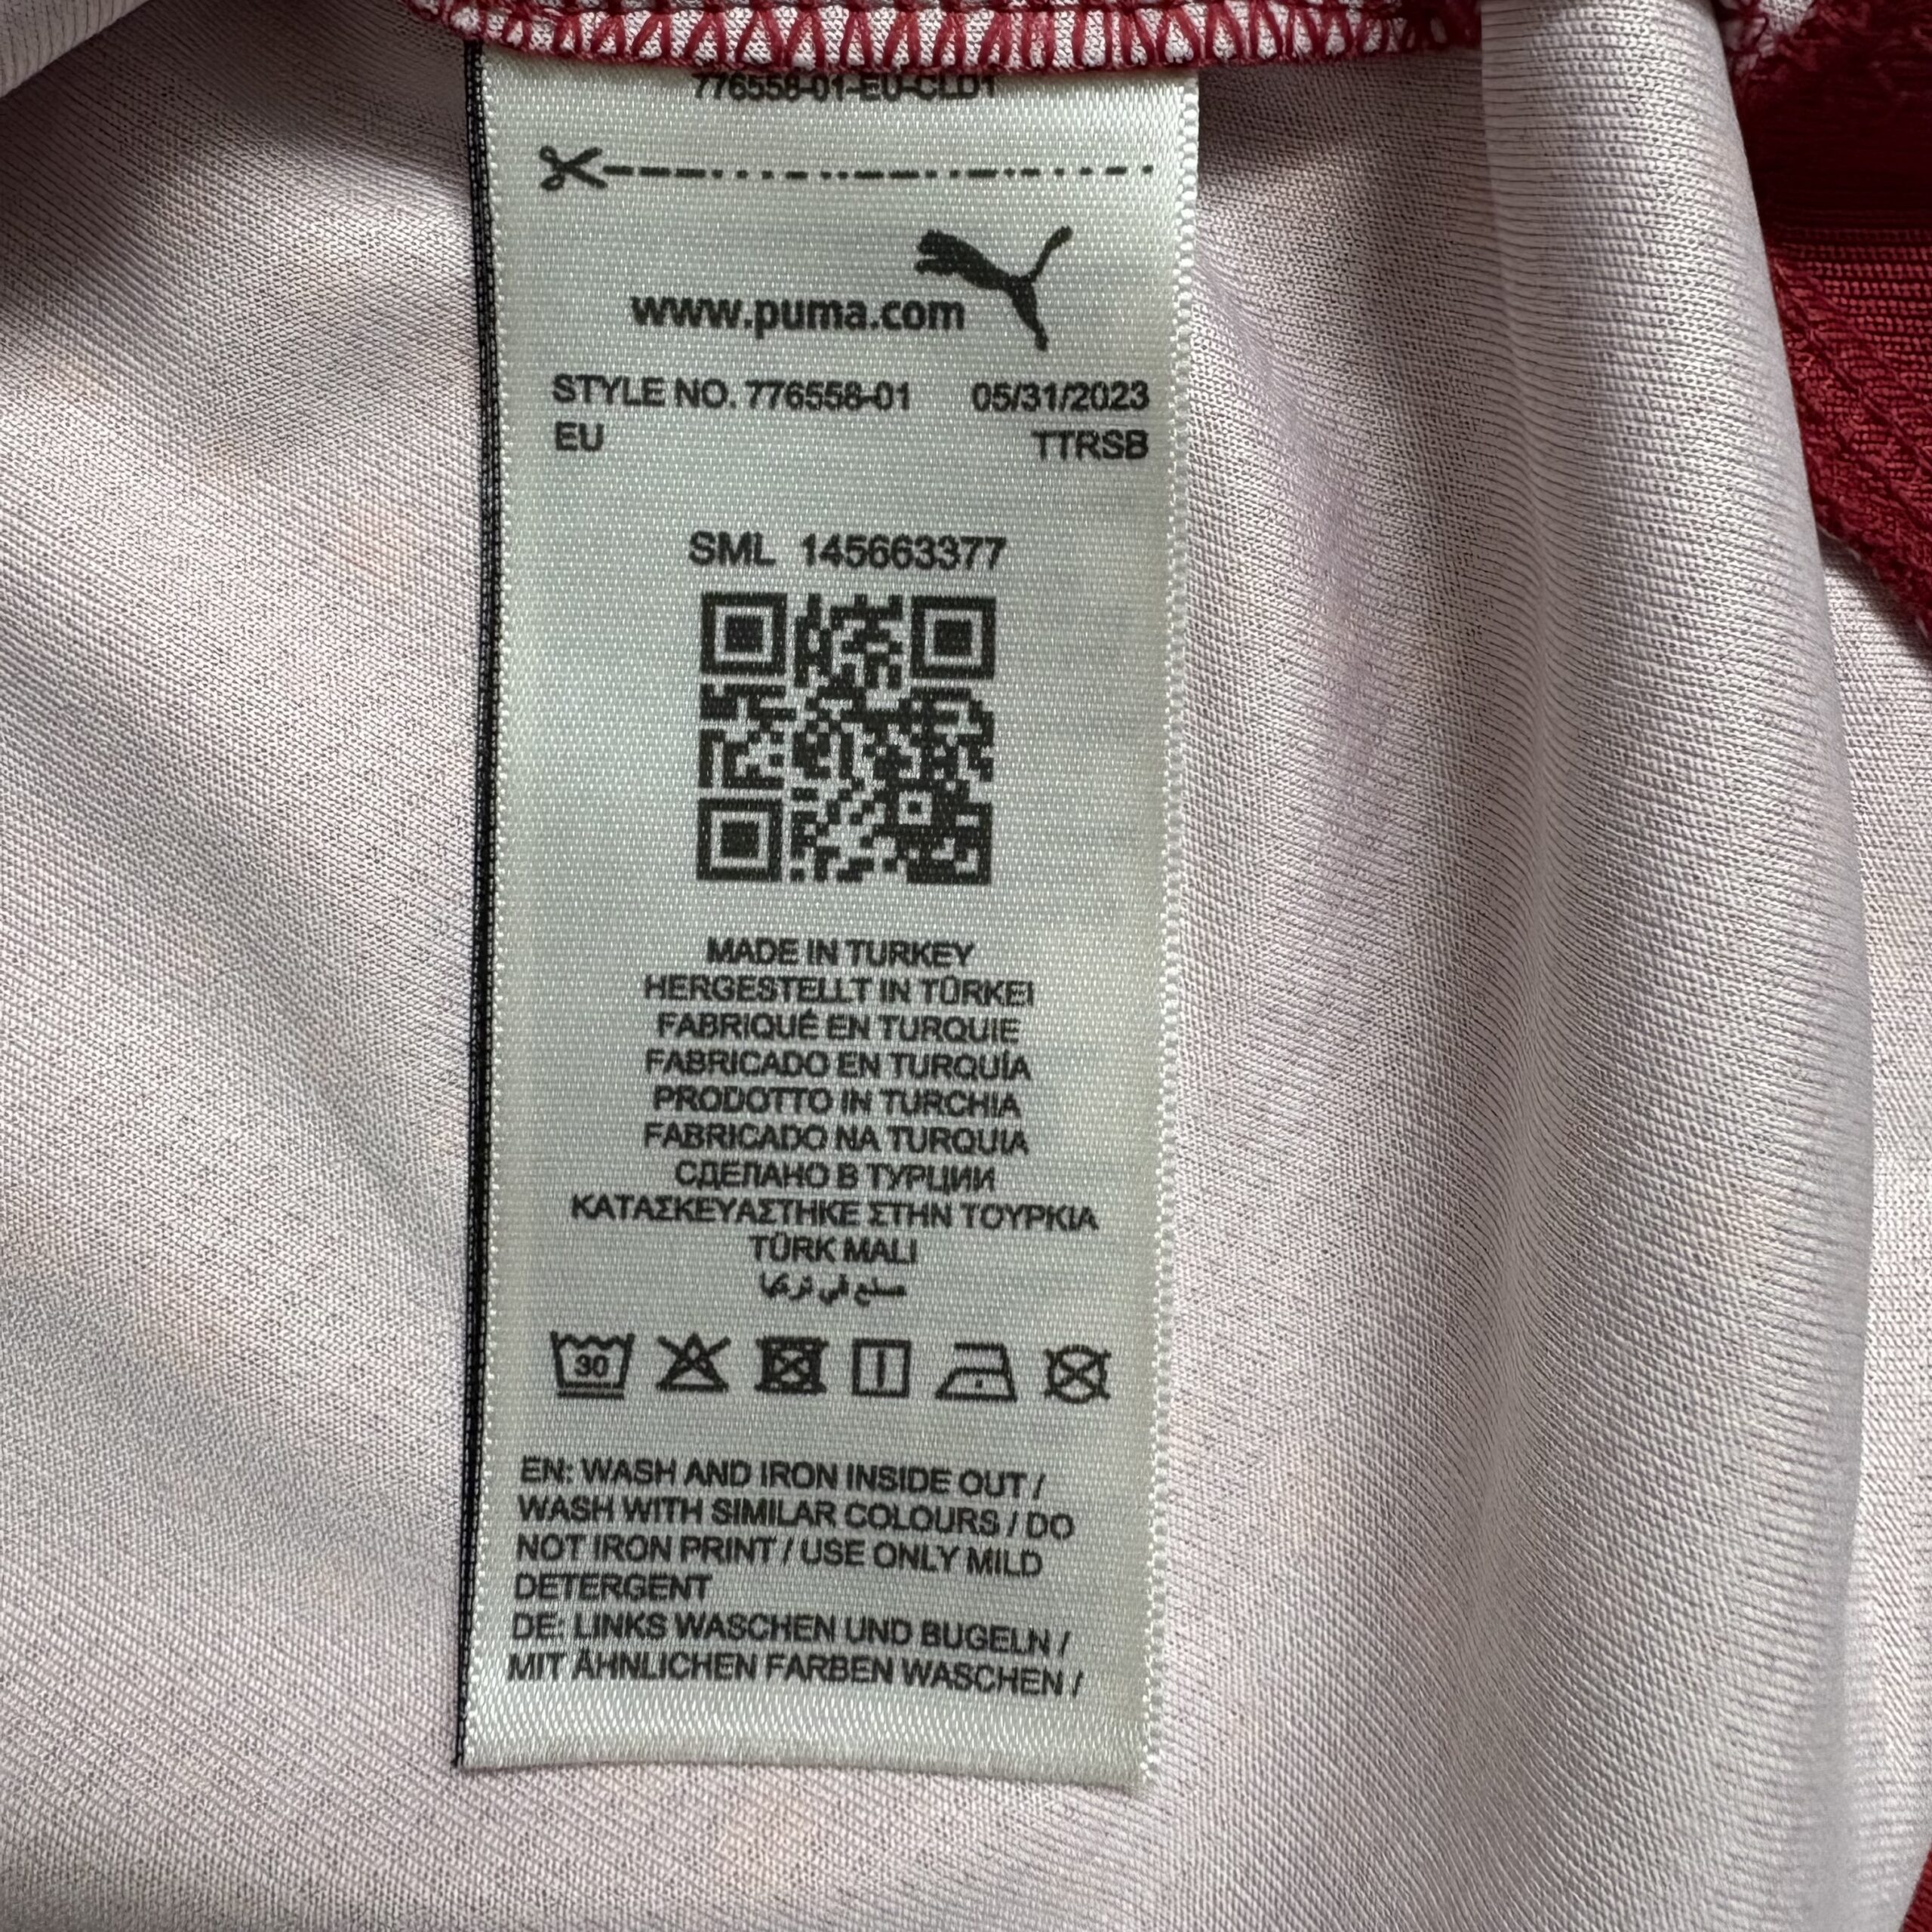 776558-01-EU-CLD1
www.puma.com
STYLE NO. 776558-01 05/31/2023
EU TTRSB
SML 145663377
MADE IN TURKEY
HERGESTELLT IN TÜRKEI
FABRIQUÉ EN TURQUIE
FABRICADO EN TURQUÍA
PRODOTTO IN TURCHIA
FABRICADO NA TURQUIA
СДЕЛАНО В ТУРЦИИ
ΚΑΤΑΣΚΕΥΑΣΤΗΚΕ ΣΤΗΝ ΤΟΥΡΚΙΑ
TÜRK MALI
صنع في تركيا
30
EN: WASH AND IRON INSIDE OUT /
WASH WITH SIMILAR COLOURS / DO
NOT IRON PRINT / USE ONLY MILD
DETERGENT
DE: LINKS WASCHEN UND BUGELN /
MIT ÄHNLICHEN FARBEN WASCHEN /